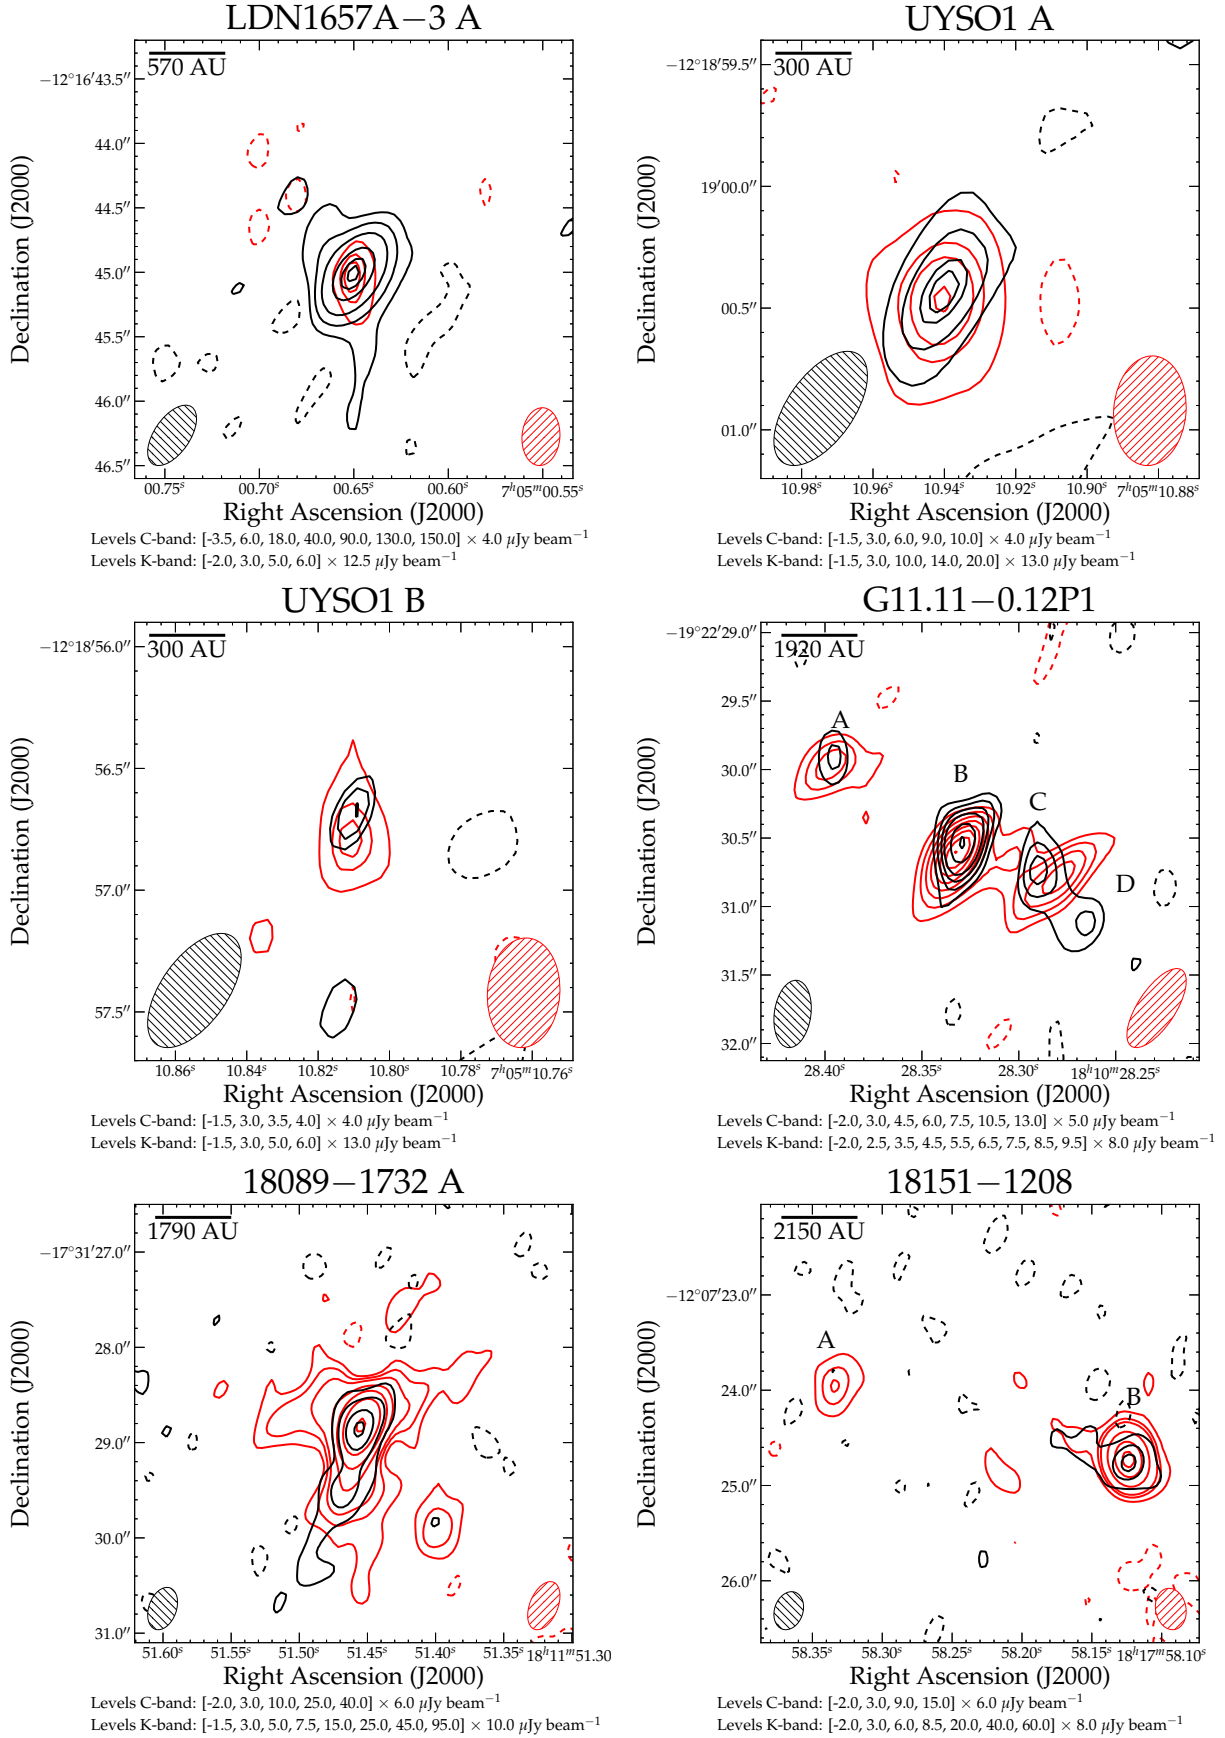 LDN1657A−3 A
570 AU
−12°16′43.5″
44.0″
44.5″
45.0″
45.5″
46.0″
46.5″
Declination (J2000)
00.75ˢ 00.70ˢ 00.65ˢ 00.60ˢ 7ʰ05ᵐ00.55ˢ
Right Ascension (J2000)
Levels C-band: [-3.5, 6.0, 18.0, 40.0, 90.0, 130.0, 150.0] × 4.0 μJy beam⁻¹
Levels K-band: [-2.0, 3.0, 5.0, 6.0] × 12.5 μJy beam⁻¹
UYSO1 A
300 AU
−12°18′59.5″
19′00.0″
00.5″
01.0″
Declination (J2000)
10.98ˢ 10.96ˢ 10.94ˢ 10.92ˢ 10.90ˢ 7ʰ05ᵐ10.88ˢ
Right Ascension (J2000)
Levels C-band: [-1.5, 3.0, 6.0, 9.0, 10.0] × 4.0 μJy beam⁻¹
Levels K-band: [-1.5, 3.0, 10.0, 14.0, 20.0] × 13.0 μJy beam⁻¹
UYSO1 B
300 AU
−12°18′56.0″
56.5″
57.0″
57.5″
Declination (J2000)
10.86ˢ 10.84ˢ 10.82ˢ 10.80ˢ 10.78ˢ 7ʰ05ᵐ10.76ˢ
Right Ascension (J2000)
Levels C-band: [-1.5, 3.0, 3.5, 4.0] × 4.0 μJy beam⁻¹
Levels K-band: [-1.5, 3.0, 5.0, 6.0] × 13.0 μJy beam⁻¹
G11.11−0.12P1
1920 AU
−19°22′29.0″
29.5″
30.0″
30.5″
31.0″
31.5″
32.0″
A
B
C
D
Declination (J2000)
28.40ˢ 28.35ˢ 28.30ˢ 18ʰ10ᵐ28.25ˢ
Right Ascension (J2000)
Levels C-band: [-2.0, 3.0, 4.5, 6.0, 7.5, 10.5, 13.0] × 5.0 μJy beam⁻¹
Levels K-band: [-2.0, 2.5, 3.5, 4.5, 5.5, 6.5, 7.5, 8.5, 9.5] × 8.0 μJy beam⁻¹
18089−1732 A
1790 AU
−17°31′27.0″
28.0″
29.0″
30.0″
31.0″
Declination (J2000)
51.60ˢ 51.55ˢ 51.50ˢ 51.45ˢ 51.40ˢ 51.35ˢ 18ʰ11ᵐ51.30
Right Ascension (J2000)
Levels C-band: [-2.0, 3.0, 10.0, 25.0, 40.0] × 6.0 μJy beam⁻¹
Levels K-band: [-1.5, 3.0, 5.0, 7.5, 15.0, 25.0, 45.0, 95.0] × 10.0 μJy beam⁻¹
18151−1208
2150 AU
−12°07′23.0″
24.0″
25.0″
26.0″
A
B
Declination (J2000)
58.35ˢ 58.30ˢ 58.25ˢ 58.20ˢ 58.15ˢ 18ʰ17ᵐ58.10ˢ
Right Ascension (J2000)
Levels C-band: [-2.0, 3.0, 9.0, 15.0] × 6.0 μJy beam⁻¹
Levels K-band: [-2.0, 3.0, 6.0, 8.5, 20.0, 40.0, 60.0] × 8.0 μJy beam⁻¹